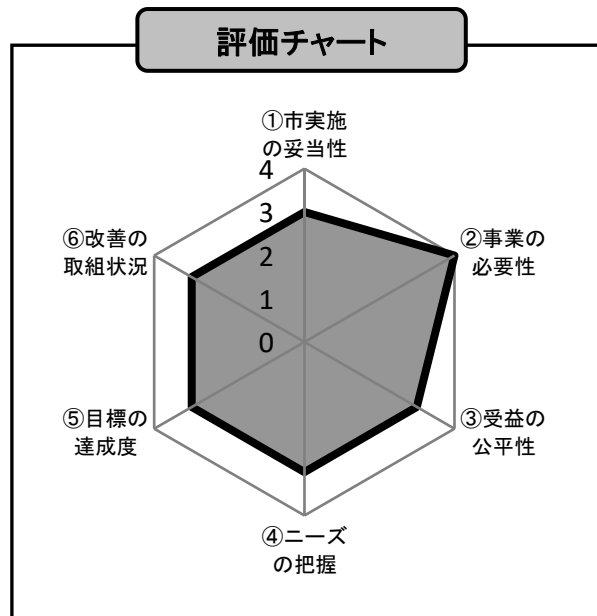 評価チャート
①市実施
の妥当性
4
3
2
1
0
②事業の
必要性
③受益の
公平性
④ニーズ
の把握
⑤目標の
達成度
⑥改善の
取組状況